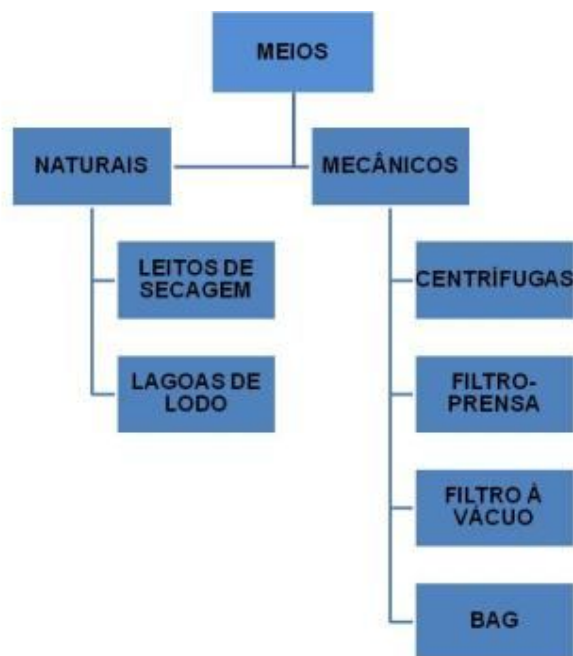 MEIOS
NATURAIS
MECÂNICOS
LEITOS DE
SECAGEM
LAGOAS DE
LODO
CENTRÍFUGAS
FILTRO-
PRENSA
FILTRO À
VÁCUO
BAG